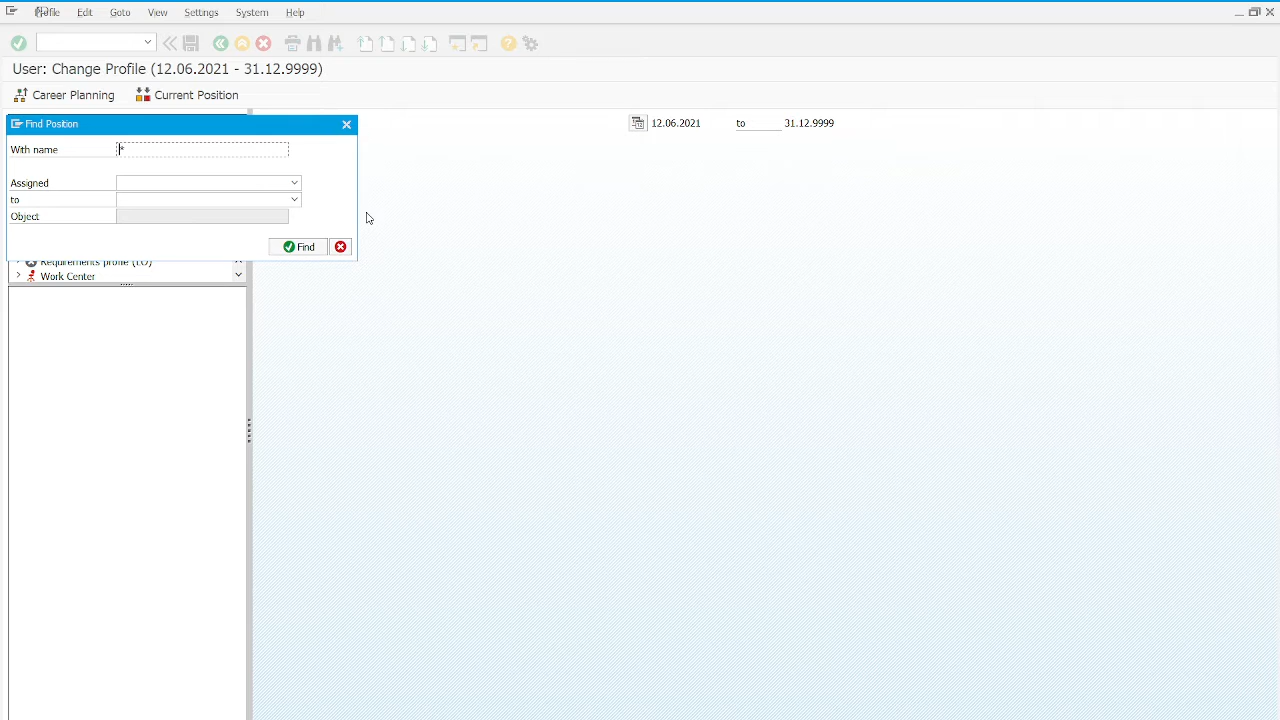 Profile Edit Goto View Settings System Help
User: Change Profile (12.06.2021 - 31.12.9999)
Career Planning Current Position
Find Position
12.06.2021 to 31.12.9999
With name *
Assigned
to
Object
Find
Requirements profile (EO)
Work Center